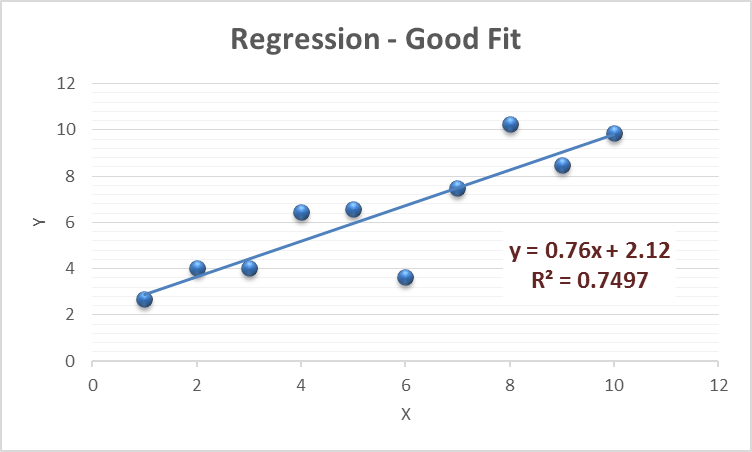 Regression - Good Fit
12
10
8
6
4
2
0
Y
y = 0.76x + 2.12
R² = 0.7497
0 2 4 6 8 10 12
X